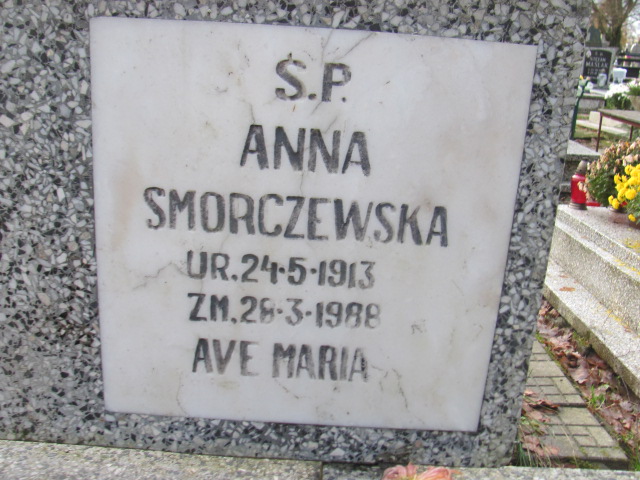 Ś.P.
ANNA
SMORCZEWSKA
UR. 24·5·1913
ZM. 28·3·1988
AVE MARIA